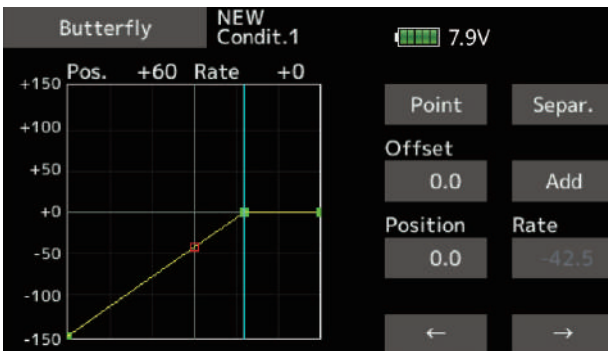 Butterfly
NEW
Condit.1
7.9V
Pos. +60 Rate +0
+150
+100
+50
+0
-50
-100
-150
Point
Separ.
Offset
0.0
Add
Position
Rate
0.0
-42.5
←
→